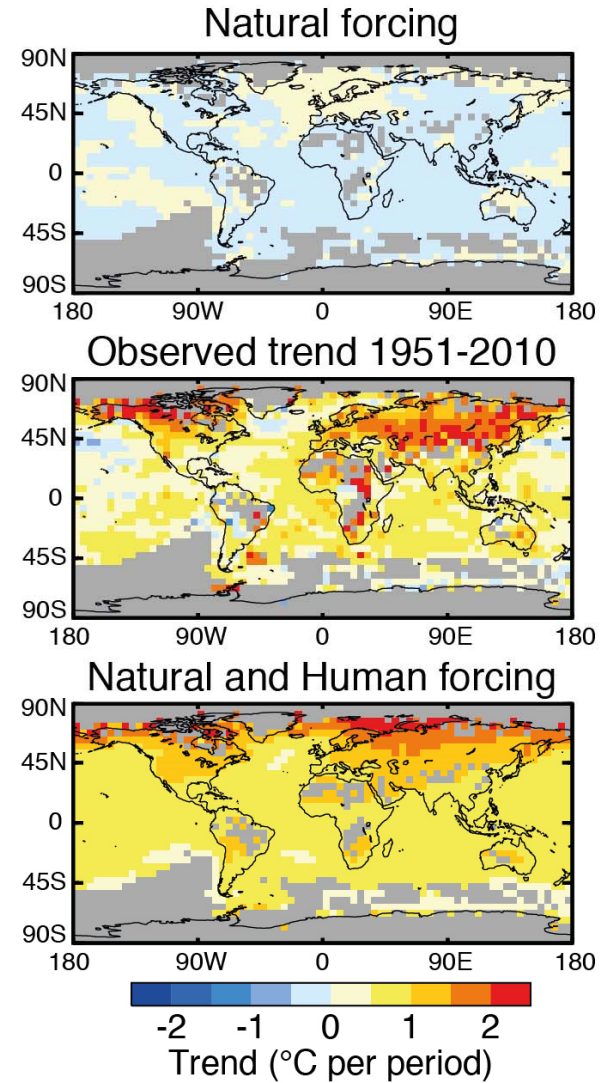 Natural forcing
90N
45N
0
45S
90S
180 90W 0 90E 180
Observed trend 1951-2010
90N
45N
0
45S
90S
180 90W 0 90E 180
Natural and Human forcing
90N
45N
0
45S
90S
180 90W 0 90E 180
-2 -1 0 1 2
Trend (°C per period)